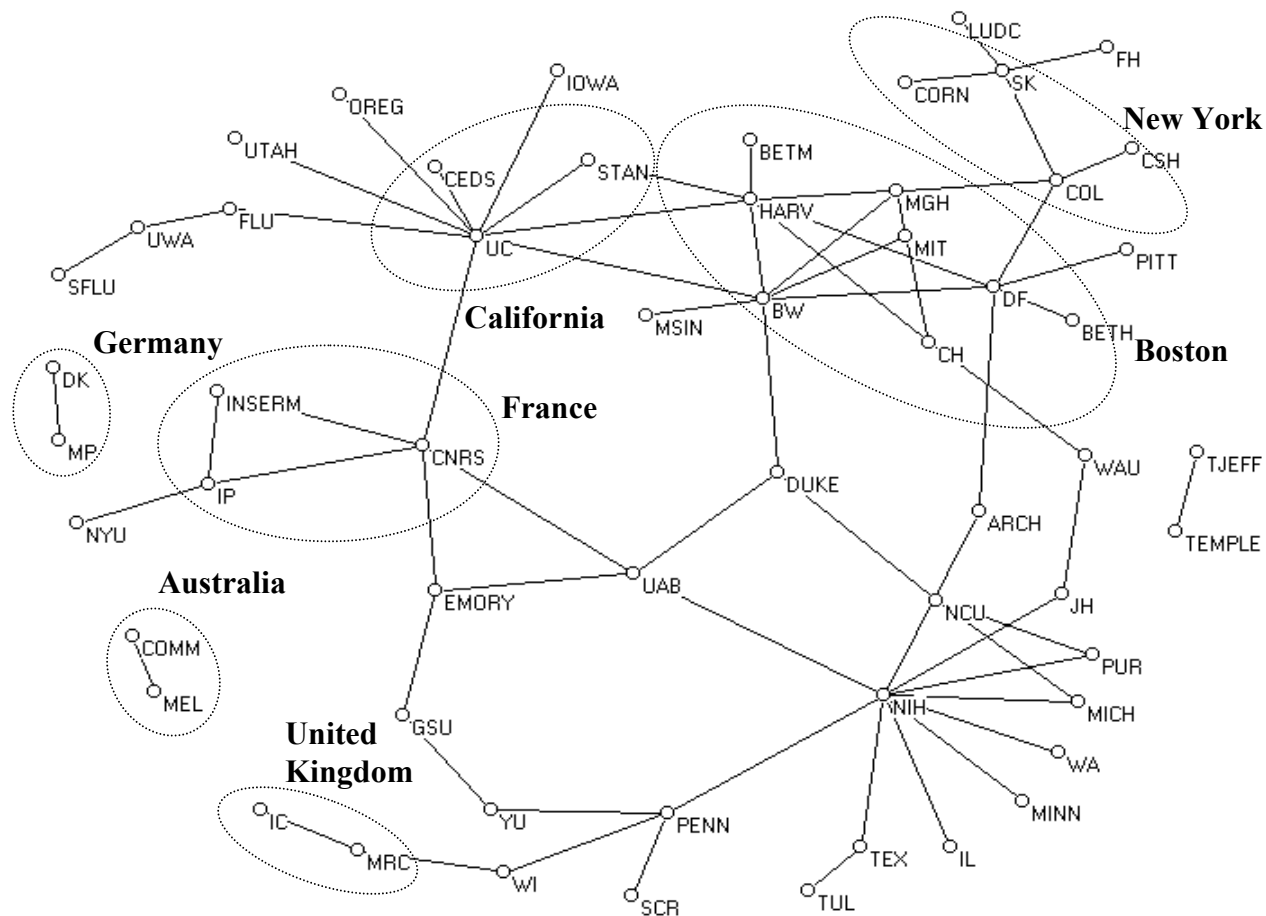 LUDC
FH
SK
IOWA
CORN
OREG
New York
UTAH
BETM
CSH
CEDS
STAN
COL
MGH
FLU
HARV
UWA
UC
MIT
PITT
SFLU
California
MSIN
BW
DF
BETH
Germany
CH
Boston
DK
INSERM
France
MP
CNRS
WAU
TJEFF
IP
DUKE
NYU
ARCH
TEMPLE
Australia
UAB
EMORY
NCU
JH
COMM
PUR
MEL
NIH
MICH
GSU
United
Kingdom
WA
IC
YU
PENN
MINN
MRC
TEX
IL
WI
SCR
TUL